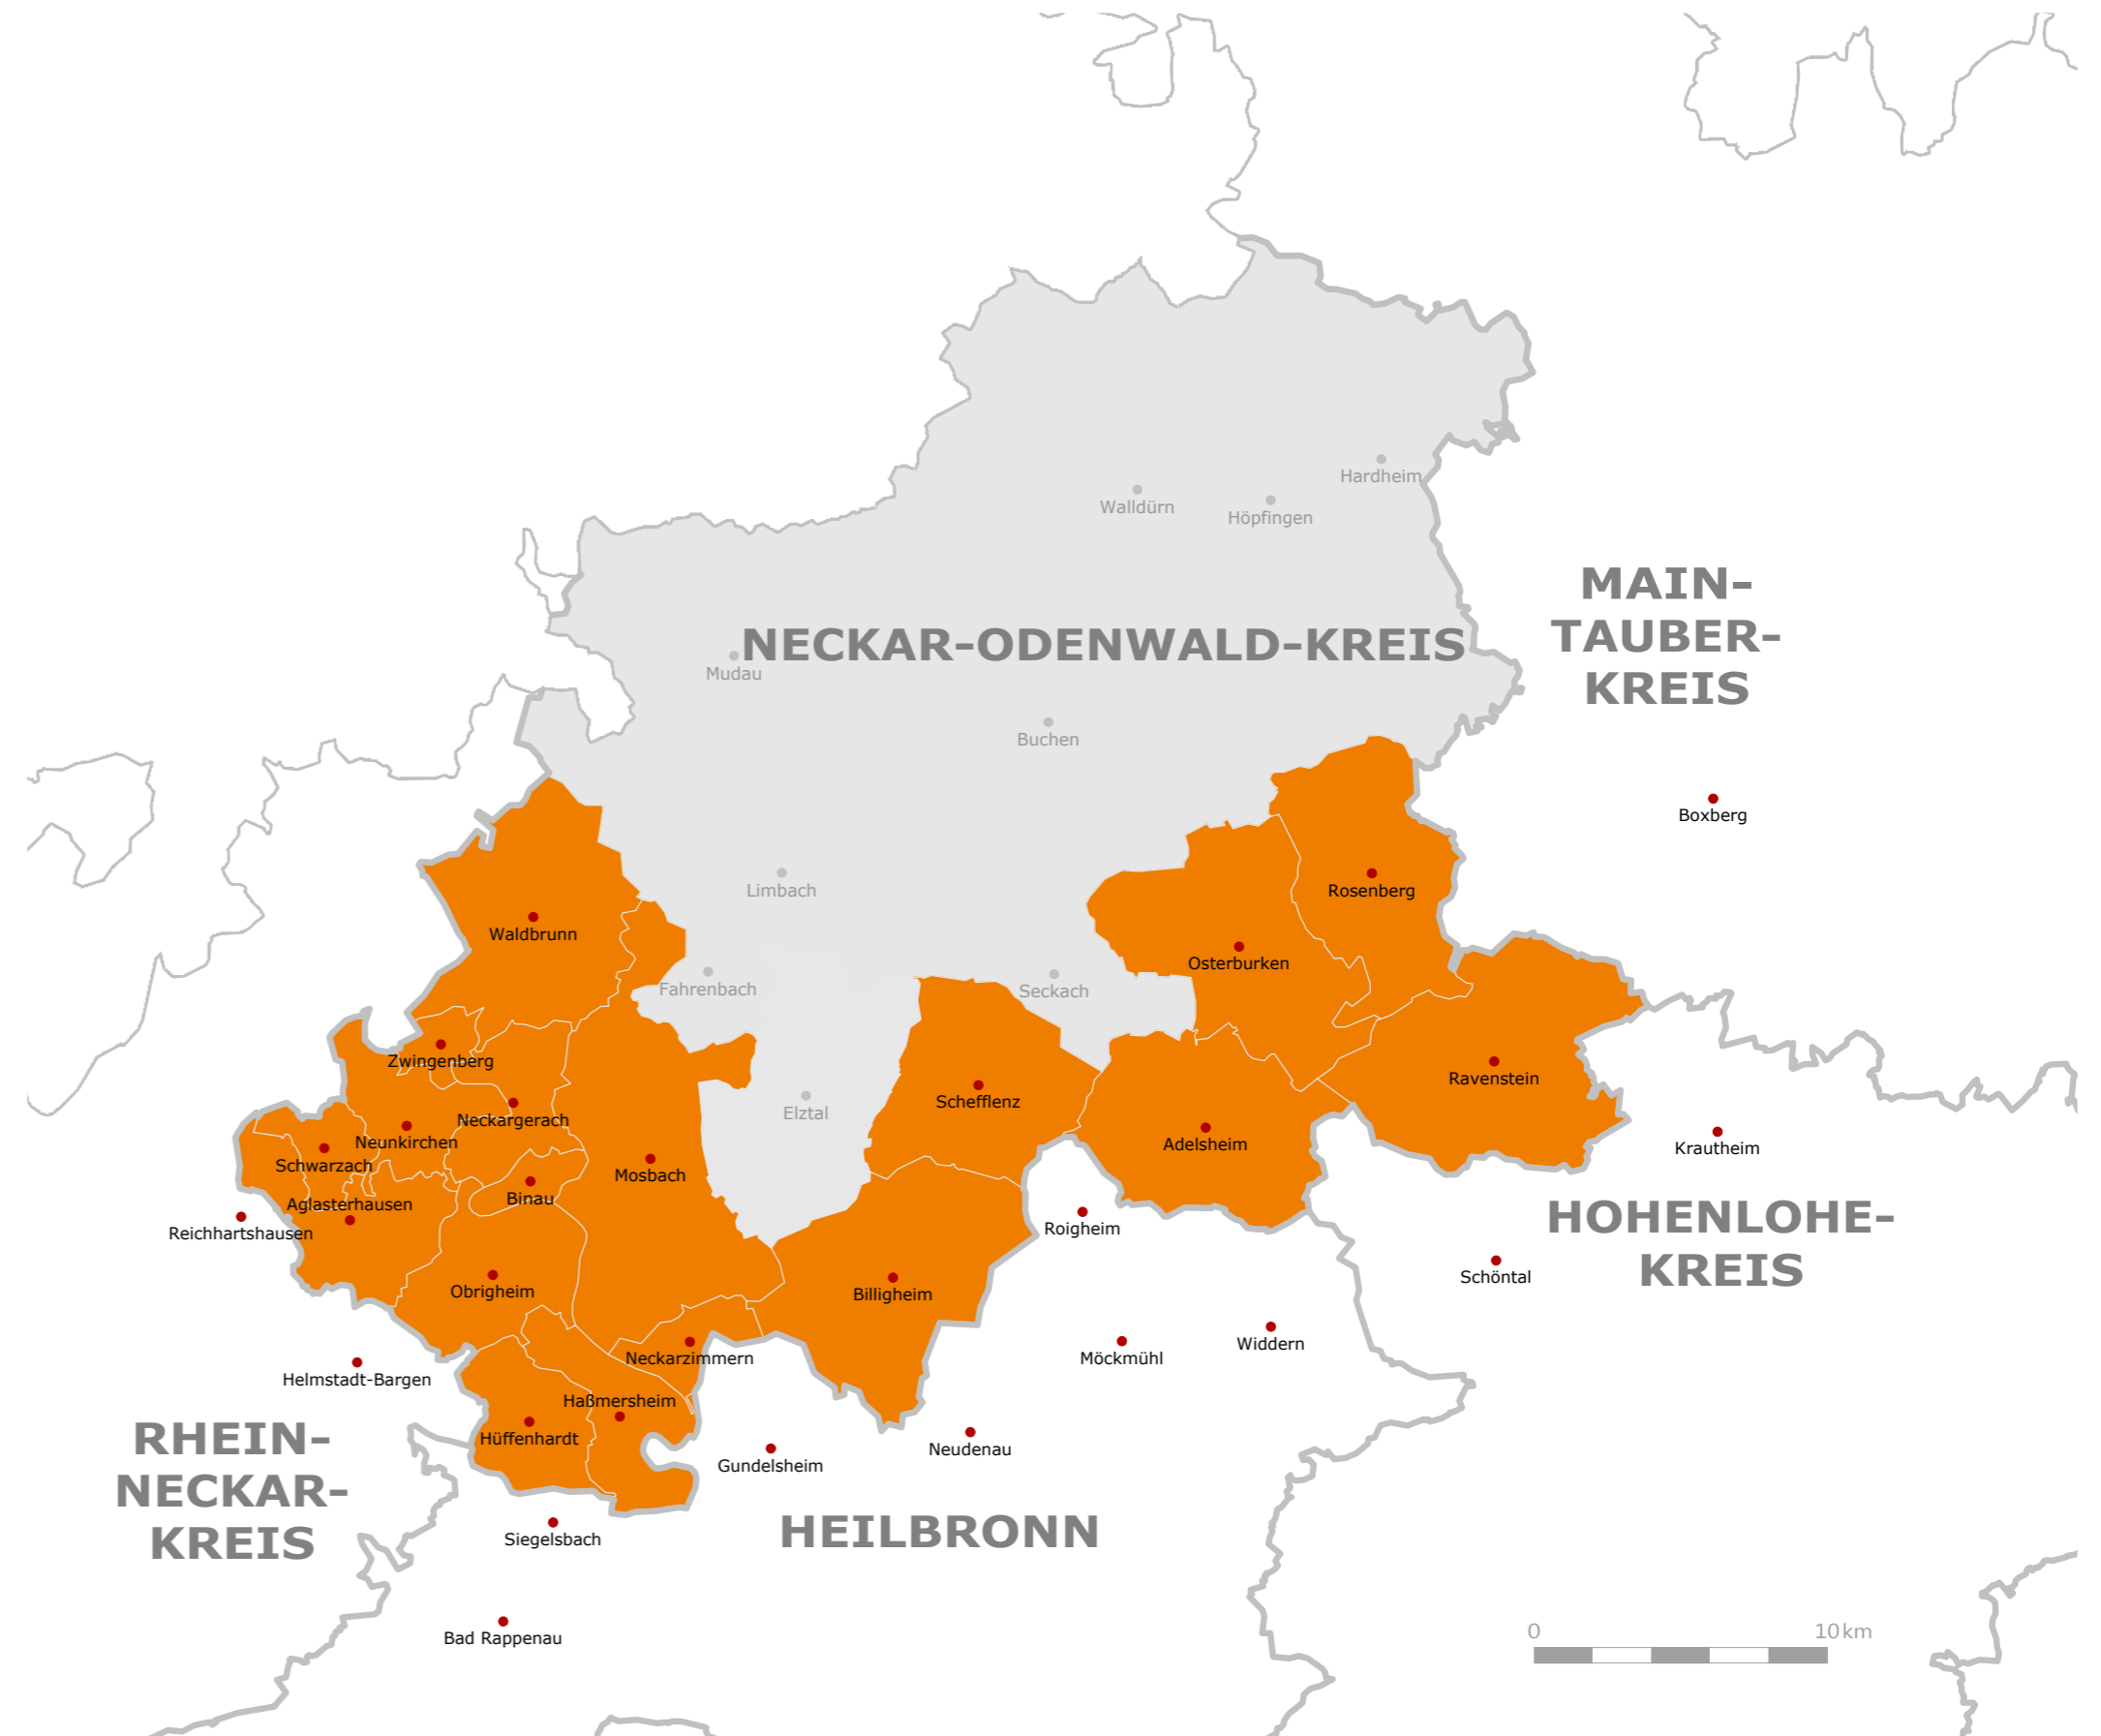 Hardheim
Walldürn
Höpfingen
MAIN-
TAUBER-
KREIS
NECKAR-ODENWALD-KREIS
Mudau
Buchen
Boxberg
Limbach
Rosenberg
Waldbrunn
Osterburken
Fahrenbach
Seckach
Zwingenberg
Ravenstein
Schefflenz
Elztal
Neckargerach
Neunkirchen
Adelsheim
Krautheim
Schwarzach
Mosbach
Binau
Aglasterhausen
Reichhartshausen
Roigheim
HOHENLOHE-
KREIS
Schöntal
Obrigheim
Billigheim
Widdern
Neckarzimmern
Möckmühl
Helmstadt-Bargen
Haßmersheim
RHEIN-
NECKAR-
KREIS
Hüffenhardt
Neudenau
Gundelsheim
HEILBRONN
Siegelsbach
Bad Rappenau
0 10 km